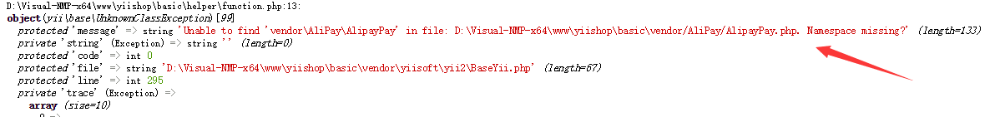 D:\Visual-NMP-x64\www\yiishop\basic\helper\function.php:13:
object(yii\base\UnknownClassException)[99]
protected 'message' => string 'Unable to find 'vendor\AliPay\AlipayPay' in file: D:\Visual-NMP-x64\www\yiishop\basic\vendor/AliPay/AlipayPay.php. Namespace missing?' (length=133)
private 'string' (Exception) => string '' (length=0)
protected 'code' => int 0
protected 'file' => string 'D:\Visual-NMP-x64\www\yiishop\basic\vendor\yiisoft\yii2\BaseYii.php' (length=67)
protected 'line' => int 295
private 'trace' (Exception) =>
array (size=10)
0 =>